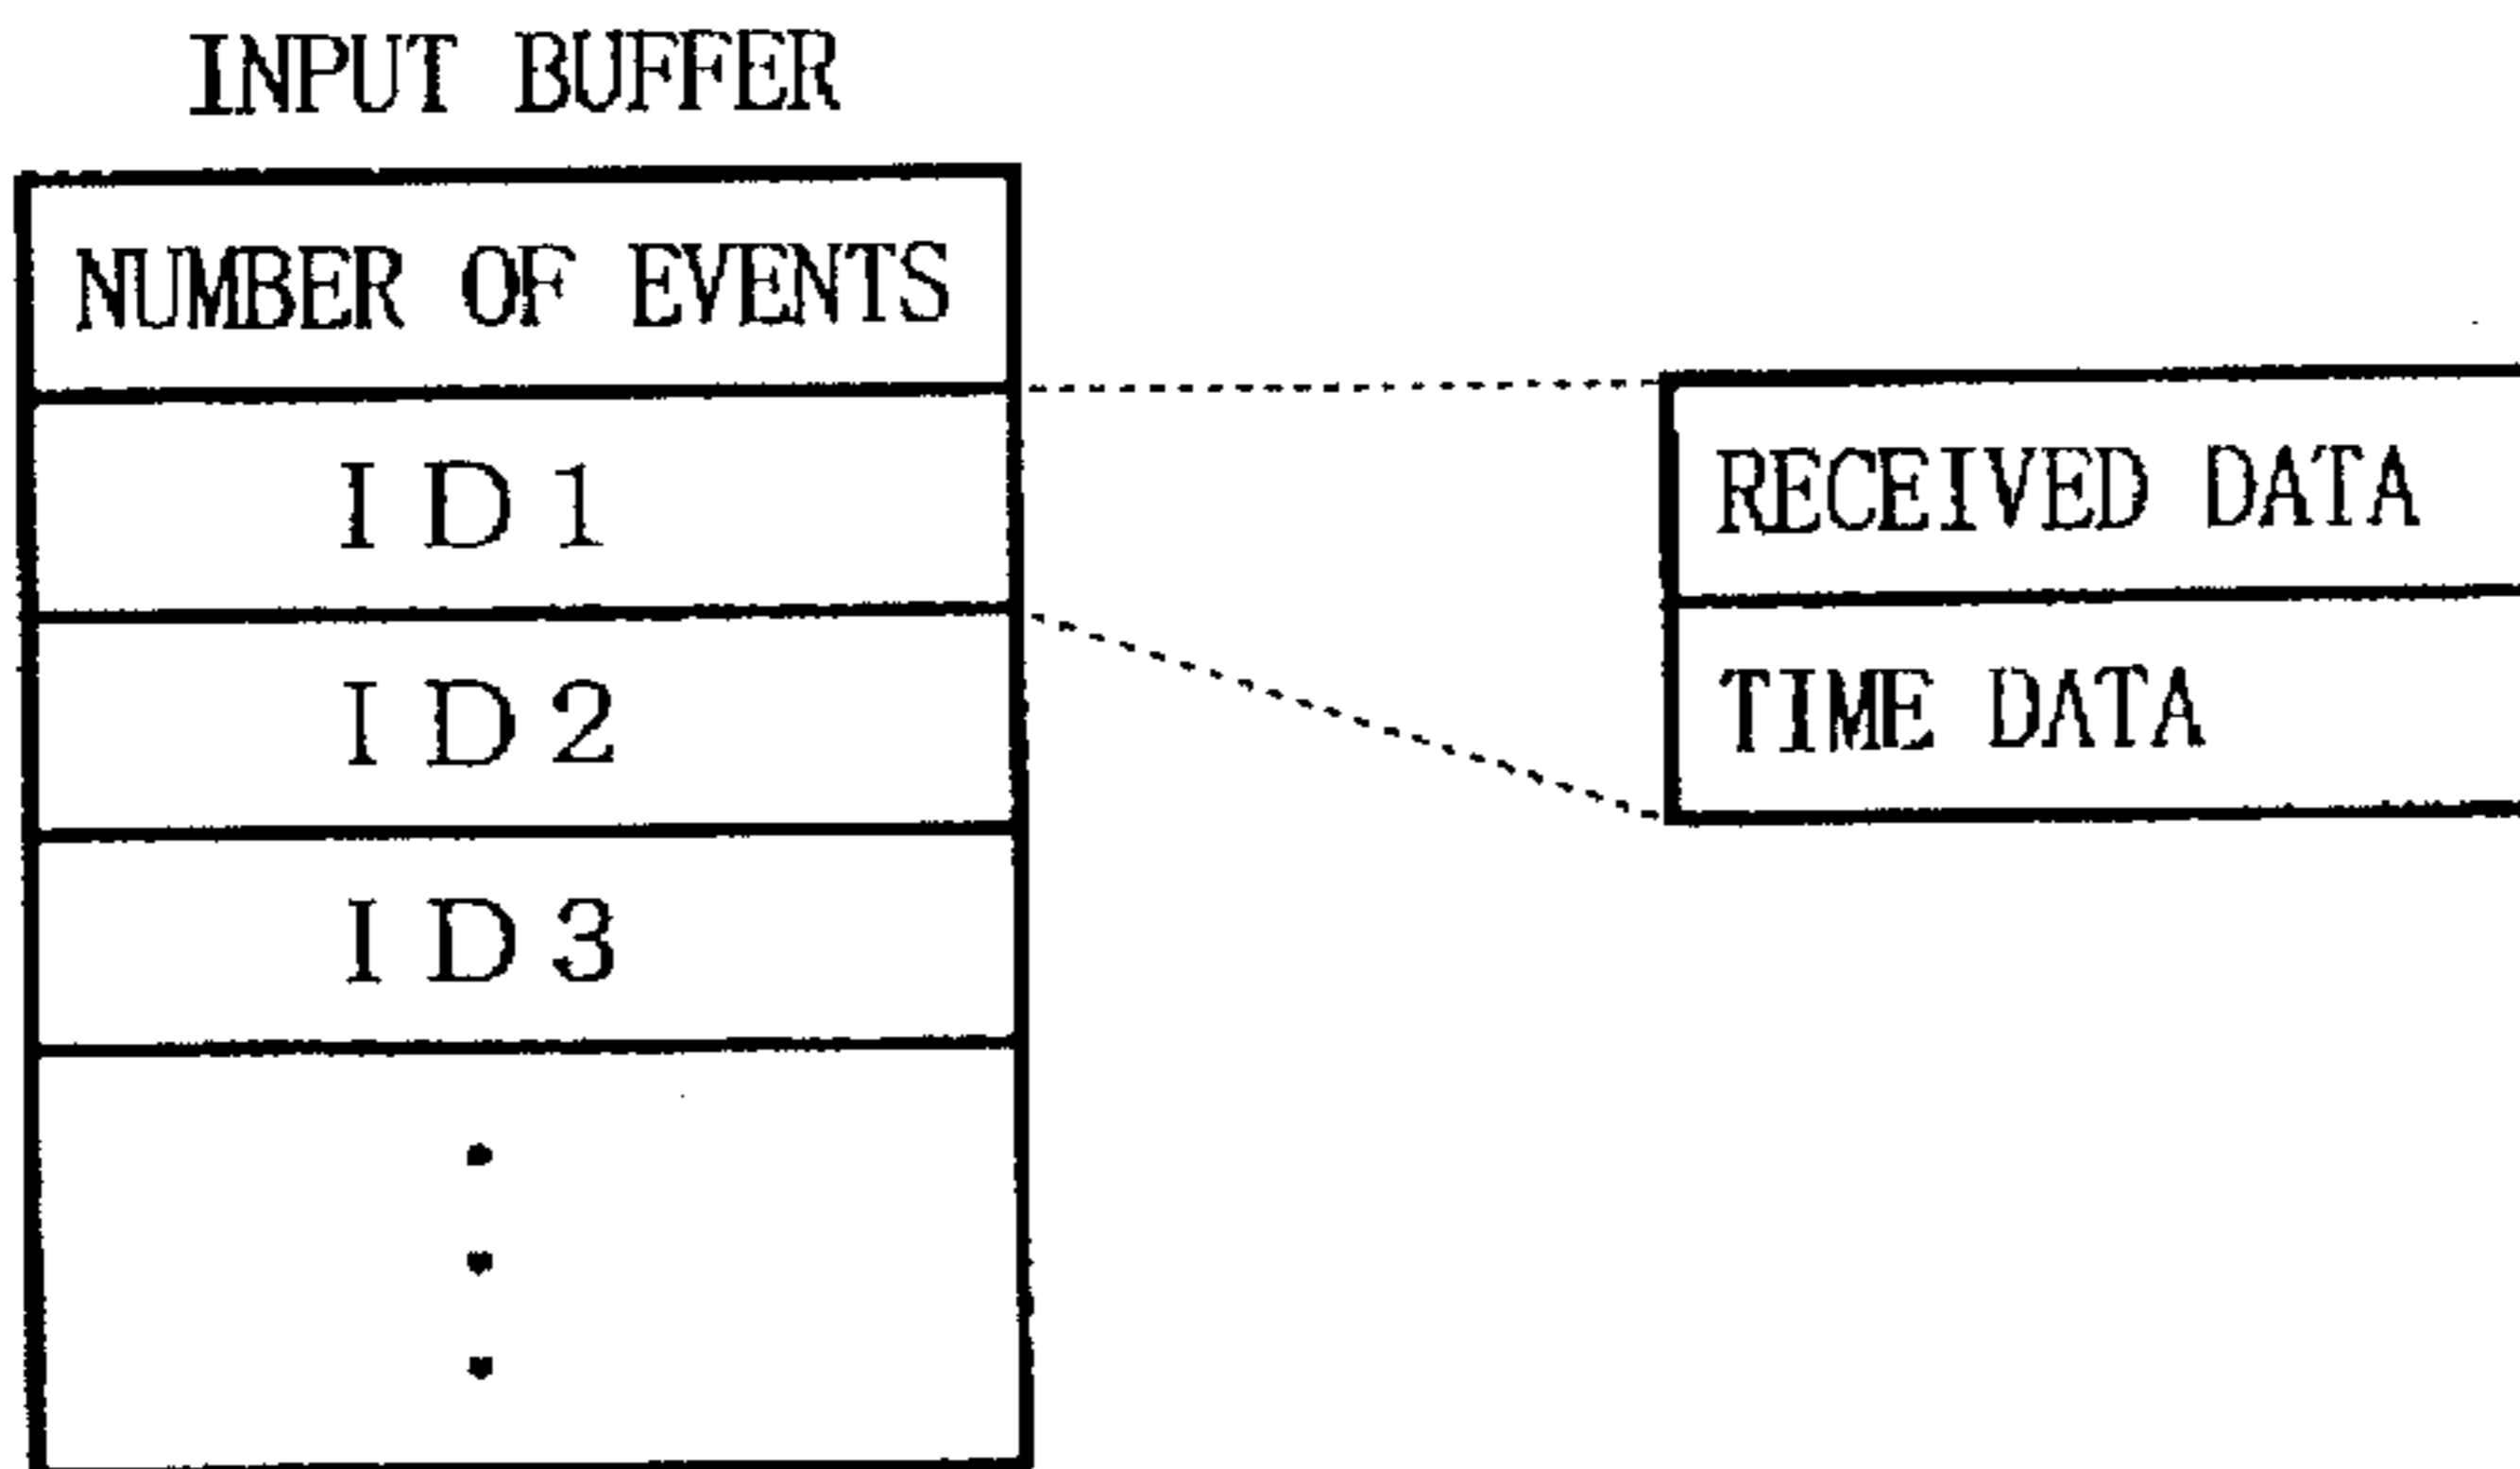 INPUT BUFFER
NUMBER OF EVENTS
ID1
ID2
ID3
RECEIVED DATA
TIME DATA